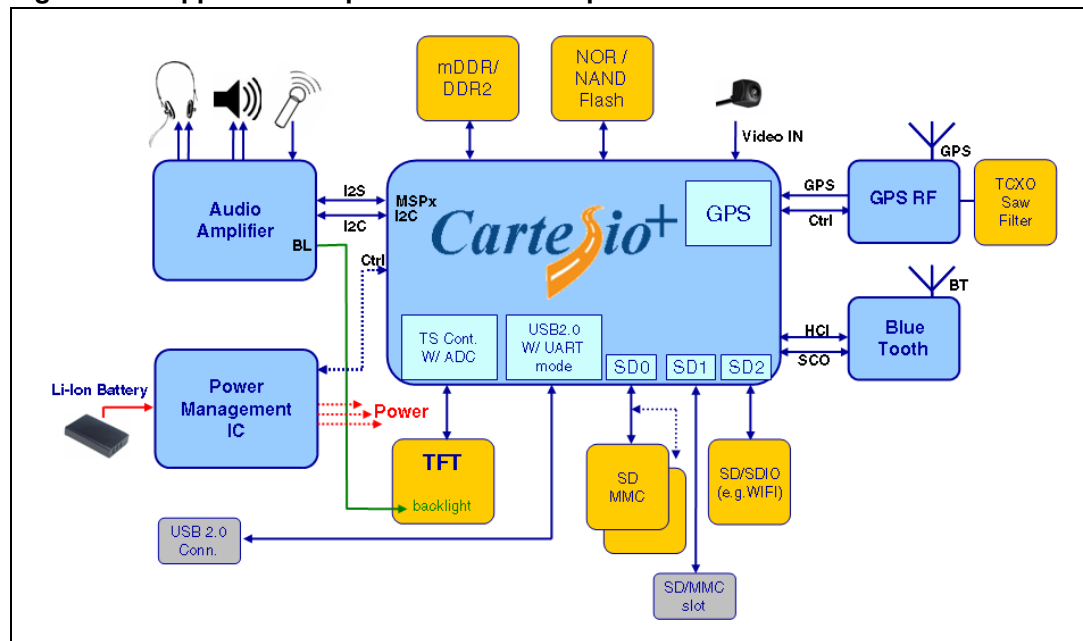 mDDR/
DDR2
NOR /
NAND
Flash
Video IN
GPS
Audio
Amplifier
BL
I2S
I2C
MSPx
I2C
Ctrl
Cartesio+
GPS
GPS
Ctrl
GPS RF
TCXO
Saw
Filter
BT
HCI
SCO
Blue
Tooth
TS Cont.
W/ ADC
USB2.0
W/ UART
mode
SD0
SD1
SD2
Li-Ion Battery
Power
Management
IC
Power
TFT
backlight
SD
MMC
SD/SDIO
(e.g.WIFI)
USB 2.0
Conn.
SD/MMC
slot